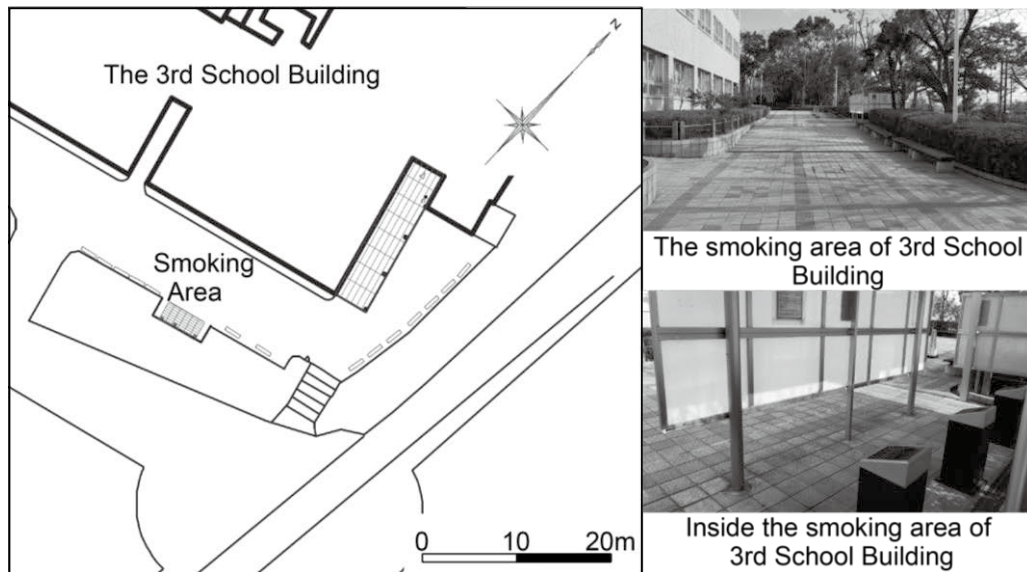 The 3rd School Building
Smoking
Area
N
0 10 20m
The smoking area of 3rd School
Building
Inside the smoking area of
3rd School Building